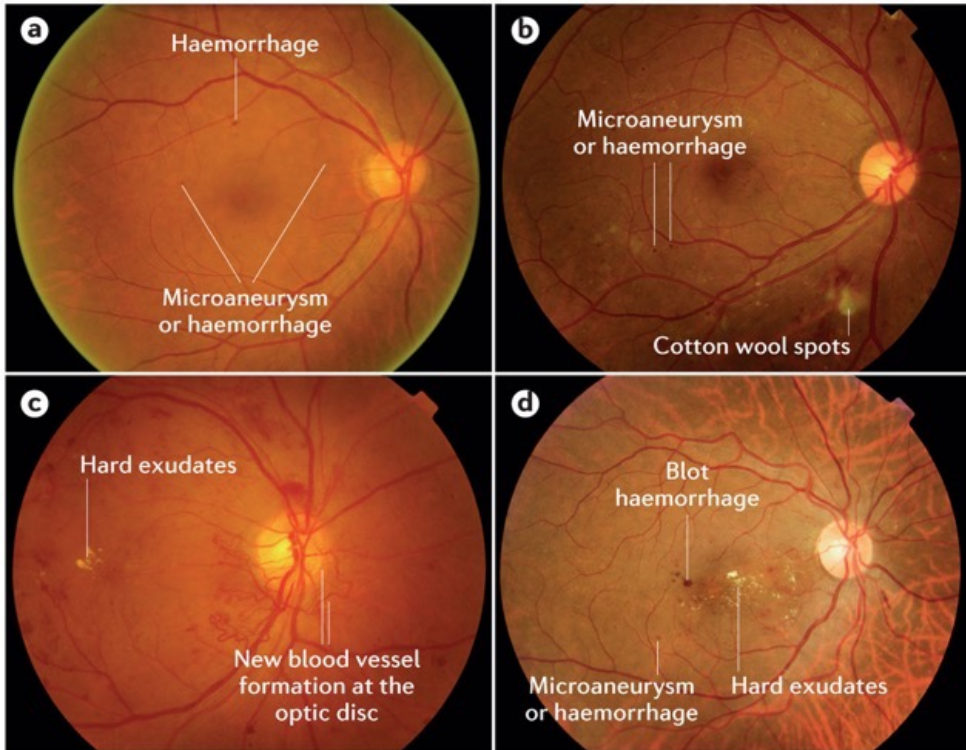 a
Haemorrhage
Microaneurysm
or haemorrhage
b
Microaneurysm
or haemorrhage
Cotton wool spots
c
Hard exudates
New blood vessel
formation at the
optic disc
d
Blot
haemorrhage
Microaneurysm
or haemorrhage
Hard exudates